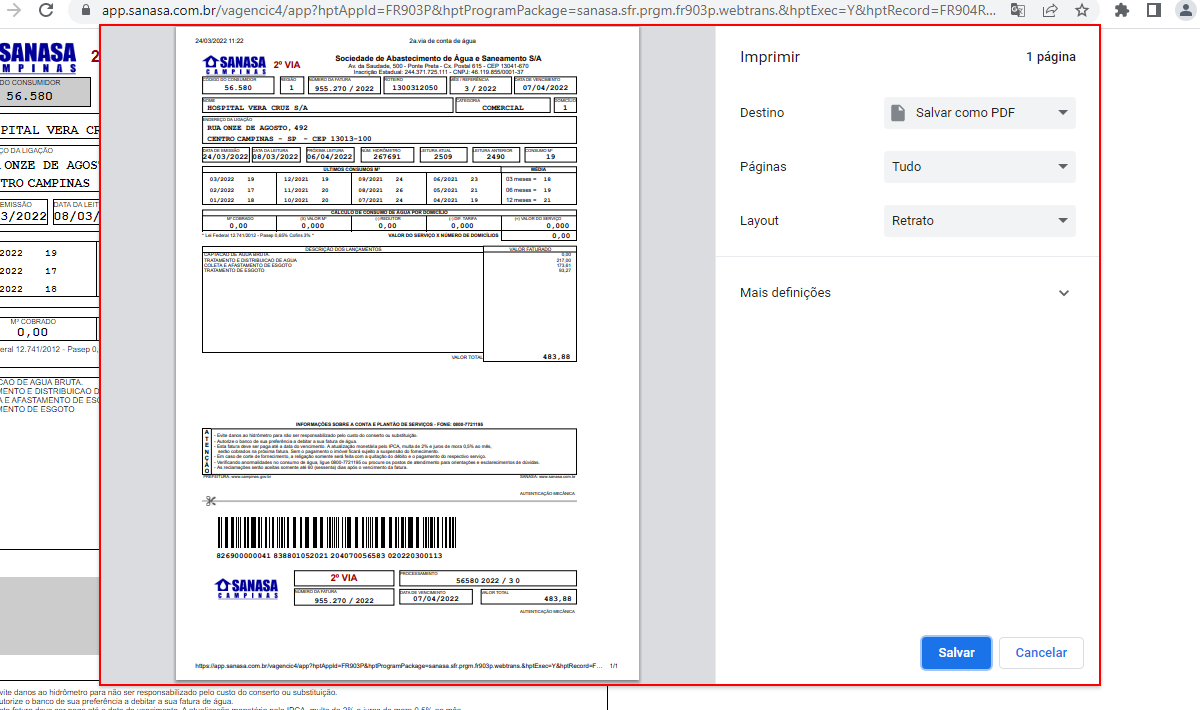 app.sanasa.com.br/vagencic4/app?hptAppId=FR903P&hptProgramPackage=sanasa.sfr.prgm.fr903p.webtrans.&hptExec=Y&hptRecord=FR904R...
SANASA 2
MPINAS
DO CONSUMIDOR
56.580
PITAL VERA CR
ÇO DA LIGAÇÃO
ONZE DE AGOS
TRO CAMPINAS
EMISSÃO DATA DA LEIT
3/2022 08/03/
2022 19
2022 17
2022 18
Mº COBRADO
0,00
eral 12.741/2012 - Pasep 0,
CAO DE AGUA BRUTA.
MENTO E DISTRIBUICAO D
A E AFASTAMENTO DE ESG
MENTO DE ESGOTO
24/03/2022 11:22 2a.via de conta de água
SANASA 2º VIA
CAMPINAS
Sociedade de Abastecimento de Água e Saneamento S/A
Av. da Saudade, 500 - Ponte Preta - Cx. Postal 615 - CEP 13041-670
Inscrição Estadual: 244.371.725.111 - CNPJ: 46.119.855/0001-37
CÓDIGO DO CONSUMIDOR REGIÃO NÚMERO DA FATURA ROTEIRO MÊS / REFERÊNCIA DATA DE VENCIMENTO
56.580 1 955.270 / 2022 1300312050 3 / 2022 07/04/2022
NOME CATEGORIA DOMICÍLIO
HOSPITAL VERA CRUZ S/A COMERCIAL 1
ENDEREÇO DA LIGAÇÃO
RUA ONZE DE AGOSTO, 492
CENTRO CAMPINAS - SP - CEP 13013-100
DATA DE EMISSÃO DATA DA LEITURA PRÓXIMA LEITURA NÚM. HIDRÔMETRO LEITURA ATUAL LEITURA ANTERIOR CONSUMO Mº
24/03/2022 08/03/2022 06/04/2022 267691 2509 2490 19
ÚLTIMOS CONSUMOS Mº MÉDIA
03/2022 19 12/2021 19 09/2021 24 06/2021 23 03 meses = 18
02/2022 17 11/2021 20 08/2021 26 05/2021 21 06 meses = 19
01/2022 18 10/2021 20 07/2021 24 04/2021 19 12 meses = 21
CALCULO DE CONSUMO DE ÁGUA POR DOMICÍLIO
Mº COBRADO (X) VALOR Mº (-) REDUTOR (-) DIF. TARIFA (=) VALOR DO SERVIÇO
0,00 0,000 0,00 0,000 0,000
* Lei Federal 12.741/2012 - Pasep 0,65% Cofins 3% * VALOR DO SERVIÇO X NÚMERO DE DOMICÍLIOS 0,00
DESCRIÇÃO DOS LANÇAMENTOS VALOR FATURADO
CAPTACAO DE AGUA BRUTA. 0,00
TRATAMENTO E DISTRIBUICAO DE AGUA 217,00
COLETA E AFASTAMENTO DE ESGOTO 173,61
TRATAMENTO DE ESGOTO 93,27
VALOR TOTAL 483,88
INFORMAÇÕES SOBRE A CONTA E PLANTÃO DE SERVIÇOS - FONE: 0800-7721195
ATENÇÃO
- Evite danos ao hidrômetro para não ser responsabilizado pelo custo do conserto ou substituição.
- Autorize o banco de sua preferência a debitar a sua fatura de água.
- Esta fatura deve ser paga até a data do vencimento. A atualização monetária pelo IPCA, multa de 2% e juros de mora 0,5% ao mês,
serão cobrados na próxima fatura. Sem o pagamento o imóvel ficará sujeito a suspensão do fornecimento.
- Em caso de corte de fornecimento, a religação somente será feita com a quitação do débito e o pagamento do respectivo serviço.
- Verificando anormalidades no consumo de água, ligue 0800-7721195 ou procure os postos de atendimento para orientações e esclarecimentos de dúvidas.
- As reclamações serão aceitas somente até 60 (sessenta) dias após o vencimento da fatura.
PREFEITURA: www.campinas.gov.br SANASA: www.sanasa.com.br
AUTENTICAÇÃO MECÂNICA
826900000041 838801052021 204070056583 020220300113
SANASA
CAMPINAS
2º VIA
PROCESSAMENTO
56580 2022 / 3 0
NÚMERO DA FATURA DATA DE VENCIMENTO VALOR TOTAL
955.270 / 2022 07/04/2022 483,88
AUTENTICAÇÃO MECÂNICA
https://app.sanasa.com.br/vagencic4/app?hptAppId=FR903P&hptProgramPackage=sanasa.sfr.prgm.fr903p.webtrans.&hptExec=Y&hptRecord=F... 1/1
Imprimir 1 página
Destino Salvar como PDF
Páginas Tudo
Layout Retrato
Mais definições
Salvar Cancelar
vite danos ao hidrômetro para não ser responsabilizado pelo custo do conserto ou substituição.
utorize o banco de sua preferência a debitar a sua fatura de água.